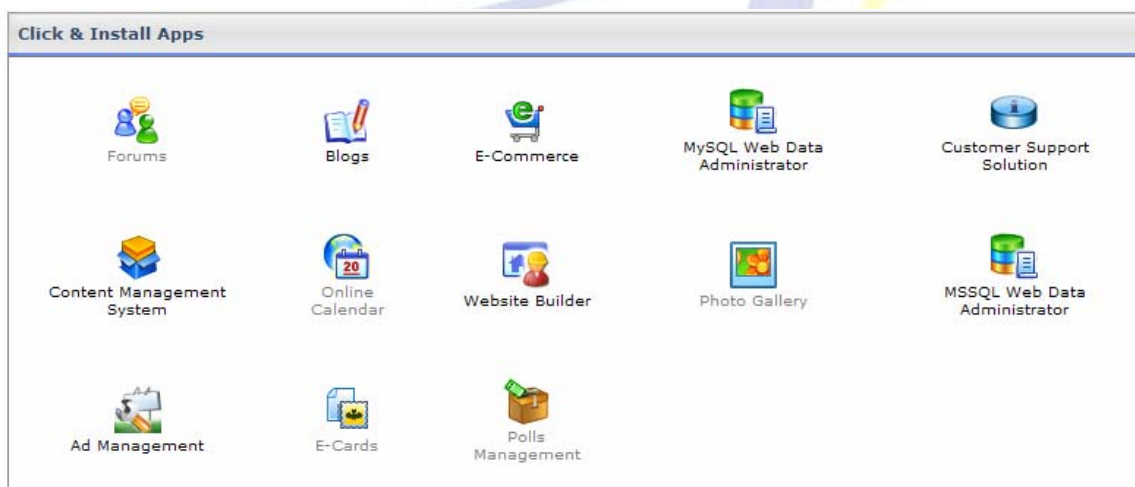 Click & Install Apps
Forums
Blogs
E-Commerce
MySQL Web Data
Administrator
Customer Support
Solution
Content Management
System
20
Online
Calendar
Website Builder
Photo Gallery
MSSQL Web Data
Administrator
Ad Management
E-Cards
Polls
Management